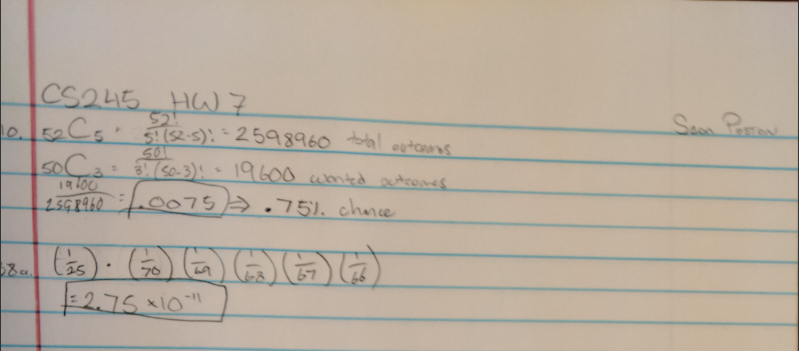 CS245 HW 7
Sean Poston
10. 52C5 = 52! / 5!(52-5)! = 2598960 total outcomes
50C3 = 50! / 3!(50-3)! = 19600 wanted outcomes
19600 / 2598960 = .0075 ⇒ .75% chance
38a. (1/25) · (1/70) (1/69) (1/68) (1/67) (1/66)
= 2.75 × 10^-11